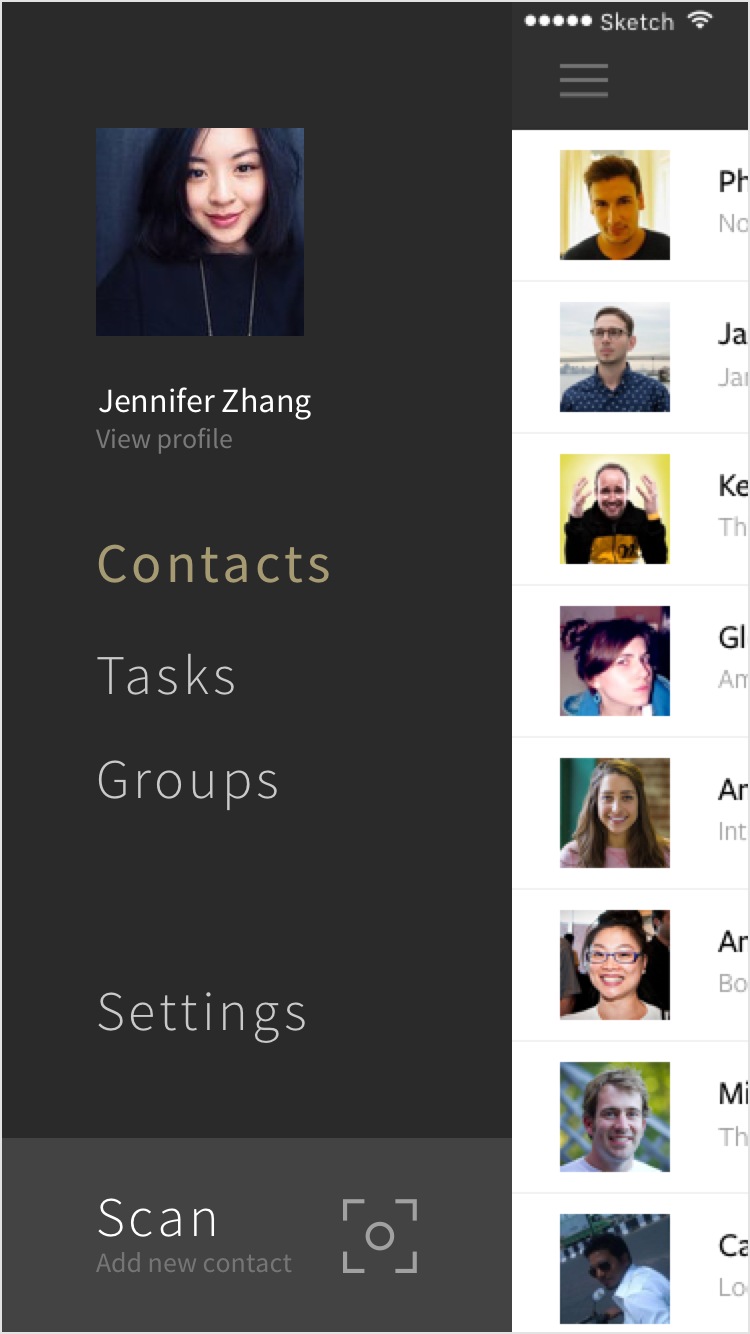 Sketch
Jennifer Zhang
View profile
Contacts
Tasks
Groups
Settings
Scan
Add new contact
Ph
No
Ja
Jan
Ke
Th
Gl
Am
An
Int
An
Bo
Mi
Th
Ca
Lo